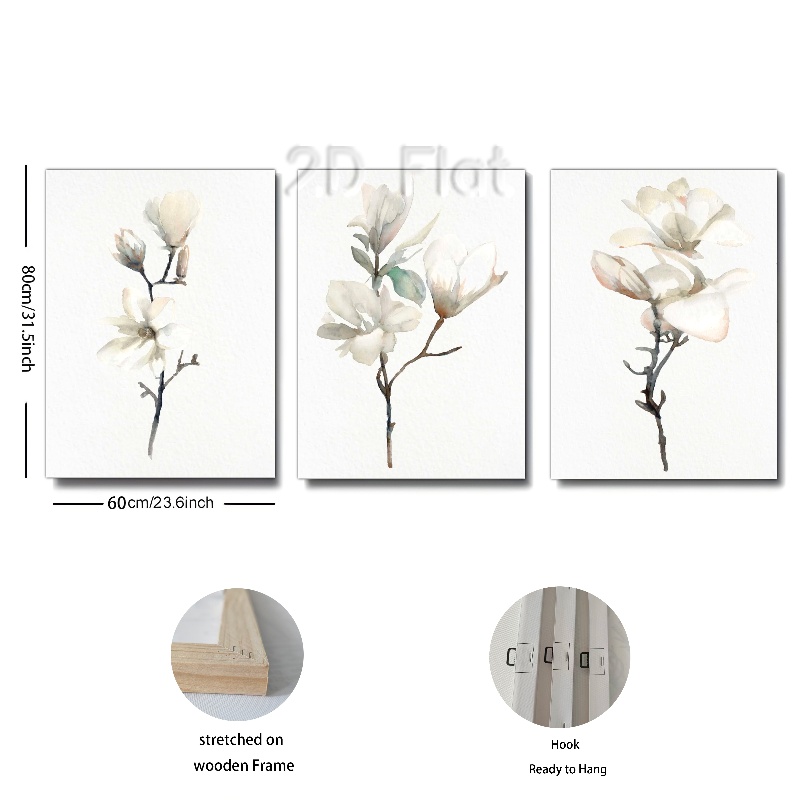 2D Flat
80cm/31.5inch
60cm/23.6inch
stretched on
wooden Frame
Hook
Ready to Hang